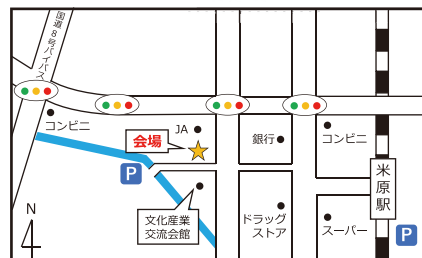 国道8号バイパス
コンビニ
会場
JA
銀行
コンビニ
P
米原駅
N
文化産業
交流会館
ドラッグ
ストア
スーパー
P